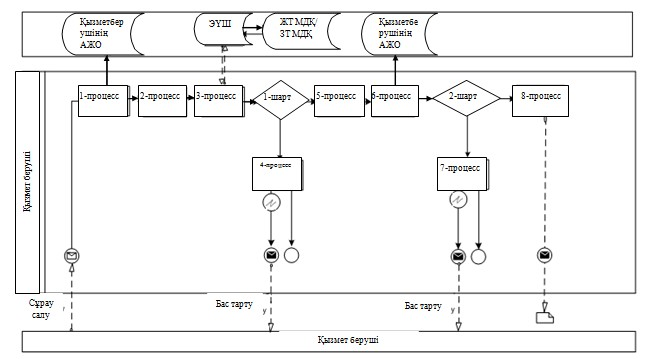 Қызметбер
ушінің
АЖО
ЭҮШ
ЖТ МДҚ/
ЗТ МДҚ
Қызметбе
рушінің
АЖО
Қызмет беруші
1-процесс
2-процесс
3-процесс
1-шарт
5-процесс
6-процесс
2-шарт
8-процесс
4-процесс
7-процесс
Сұрау
салу
Бас тарту
у
Бас тарту
у
Қызмет беруші